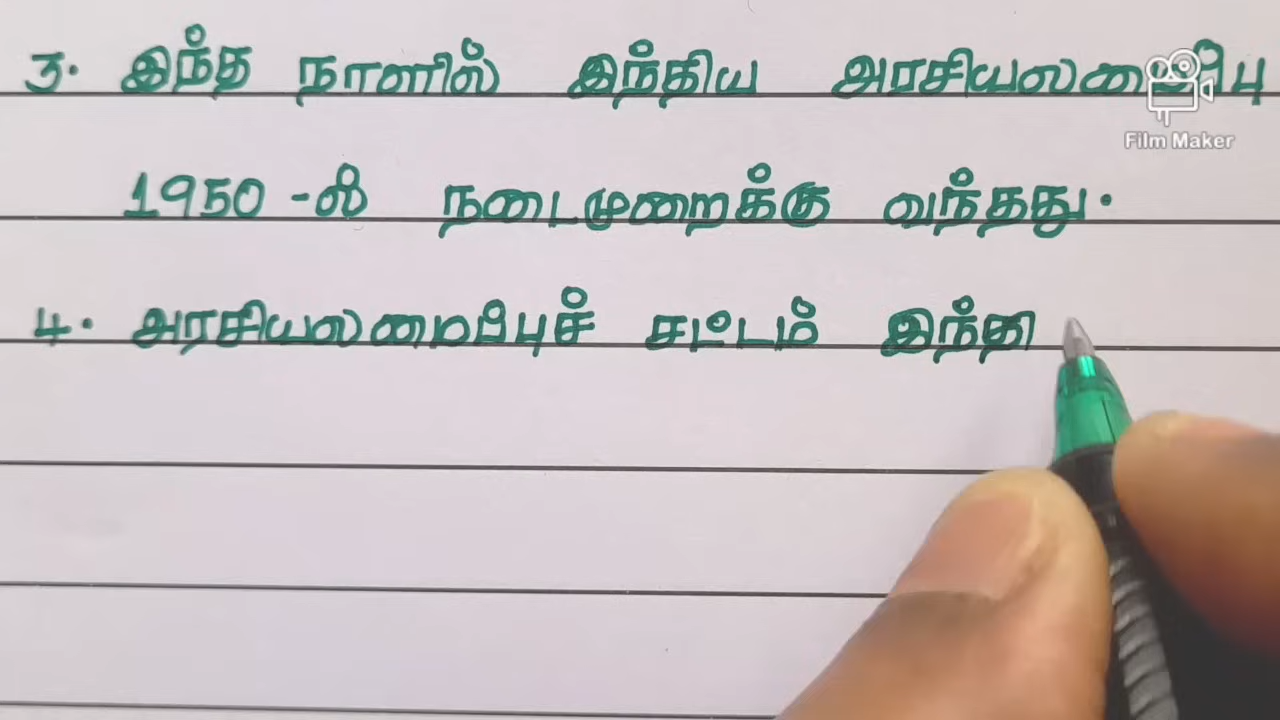 3. இந்த நாளில் இந்திய அரசியலமைப்பு
Film Maker
1950 -ல் நடைமுறைக்கு வந்தது.
4. அரசியலமைப்புச் சட்டம் இந்தி